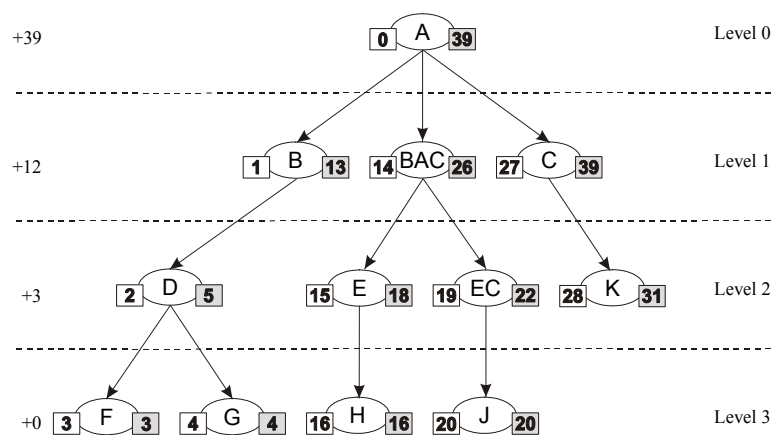 +39 0 A 39 Level 0
+12 1 B 13 14 BAC 26 27 C 39 Level 1
+3 2 D 5 15 E 18 19 EC 22 28 K 31 Level 2
+0 3 F 3 4 G 4 16 H 16 20 J 20 Level 3